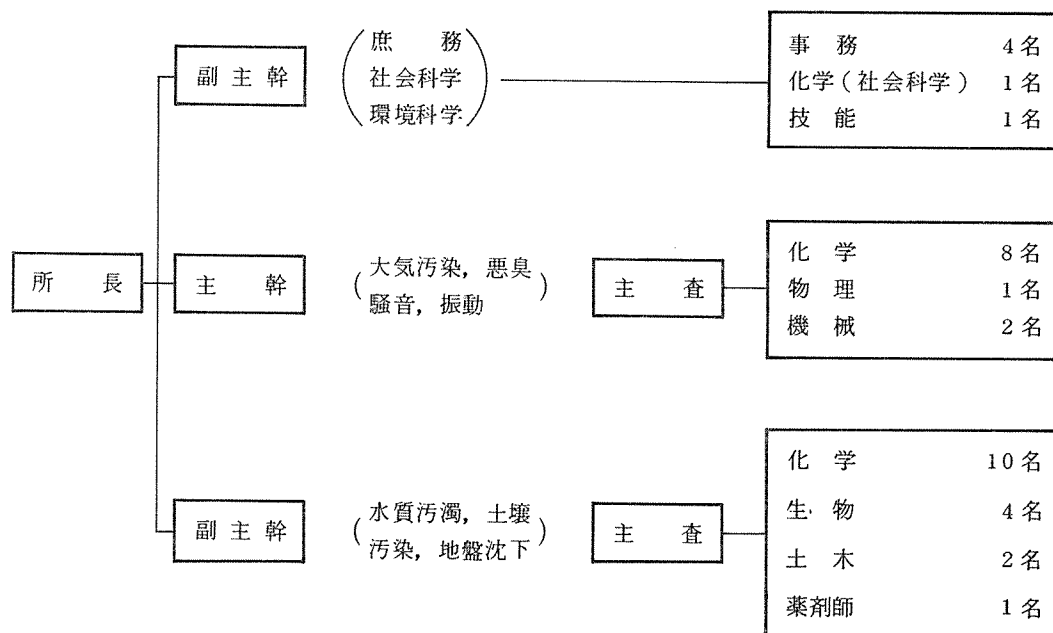 副主幹
庶務
社会科学
環境科学
事務 4名
化学(社会科学) 1名
技能 1名
所長
主幹
大気汚染,悪臭
騒音,振動
主査
化学 8名
物理 1名
機械 2名
副主幹
水質汚濁,土壌
汚染,地盤沈下
主査
化学 10名
生物 4名
土木 2名
薬剤師 1名